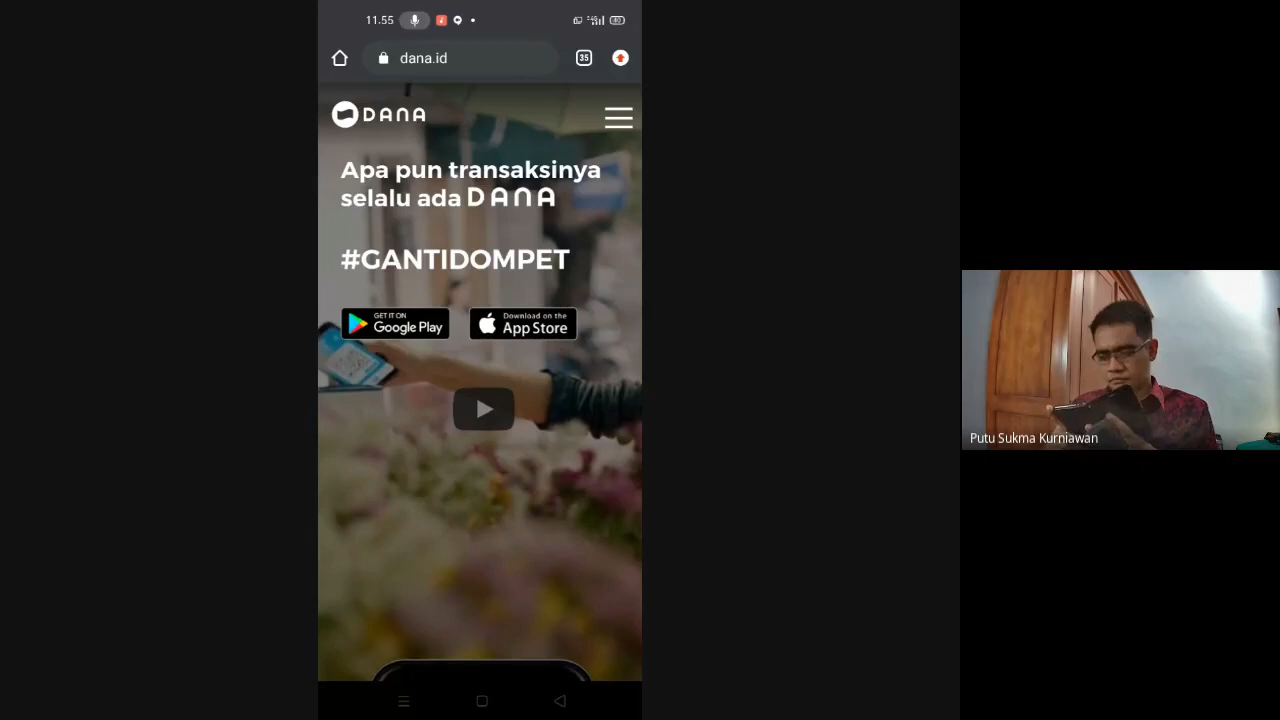 11.55
35
dana.id
DANA
Apa pun transaksinya
selalu ada DANA
#GANTIDOMPET
GET IT ON
Google Play
Download on the
App Store
Putu Sukma Kurniawan